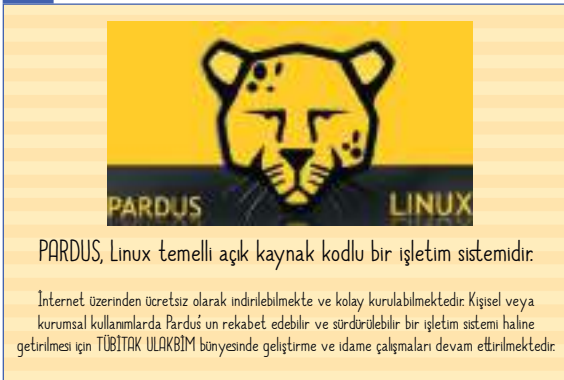 PARDUS LINUX
PARDUS, Linux temelli açık kaynak kodlu bir işletim sistemidir.
İnternet üzerinden ücretsiz olarak indirilebilmekte ve kolay kurulabilmektedir. Kişisel veya
kurumsal kullanımlarda Pardus' un rekabet edebilir ve sürdürülebilir bir işletim sistemi haline
getirilmesi için TÜBİTAK ULAKBİM bünyesinde geliştirme ve idame çalışmaları devam ettirilmektedir.